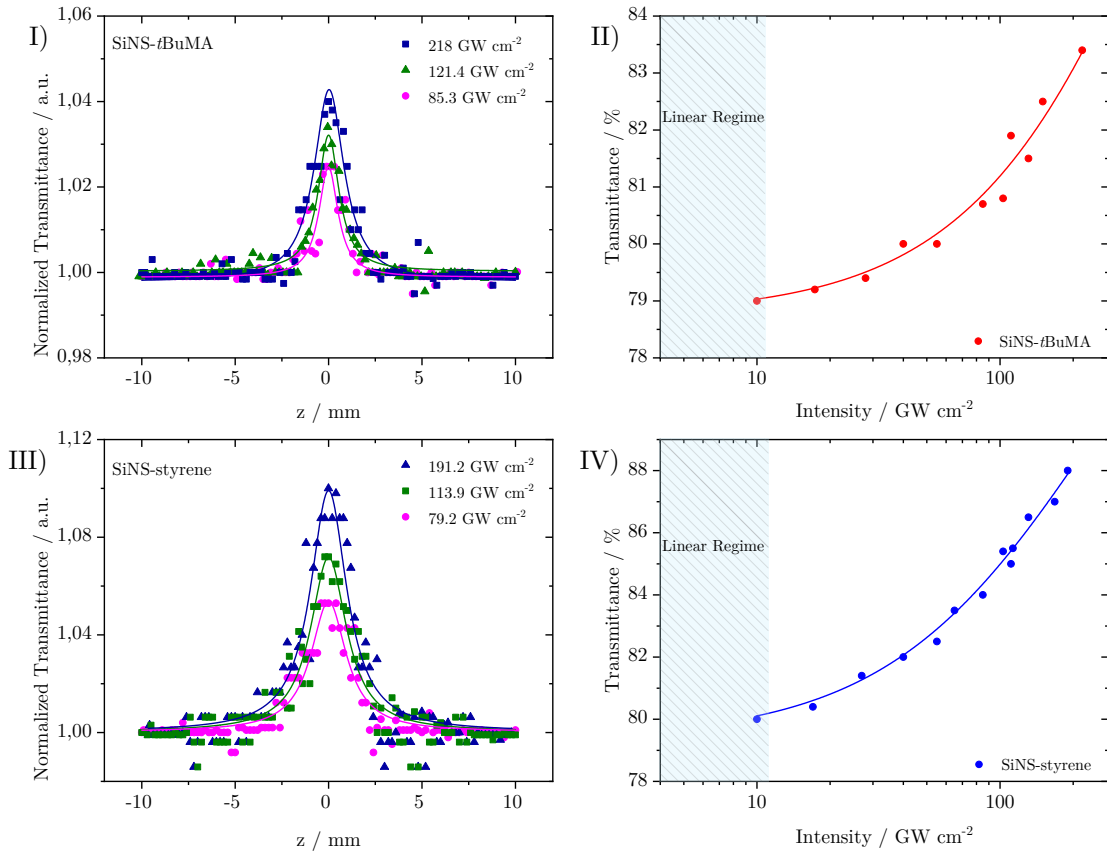 I)
SiNS-tBuMA
218 GW cm-2
121.4 GW cm-2
85.3 GW cm-2
1,06
1,04
1,02
1,00
0,98
Normalized Transmittance / a.u.
-10
-5
0
5
10
z / mm
II)
84
83
82
81
80
79
78
Tansmittance / %
Linear Regime
SiNS-tBuMA
10
100
Intensity / GW cm-2
III)
SiNS-styrene
191.2 GW cm-2
113.9 GW cm-2
79.2 GW cm-2
1,12
1,08
1,04
1,00
Normalized Transmittance / a.u.
-10
-5
0
5
10
z / mm
IV)
88
86
84
82
80
78
Transmittance / %
Linear Regime
SiNS-styrene
10
100
Intensity / GW cm-2